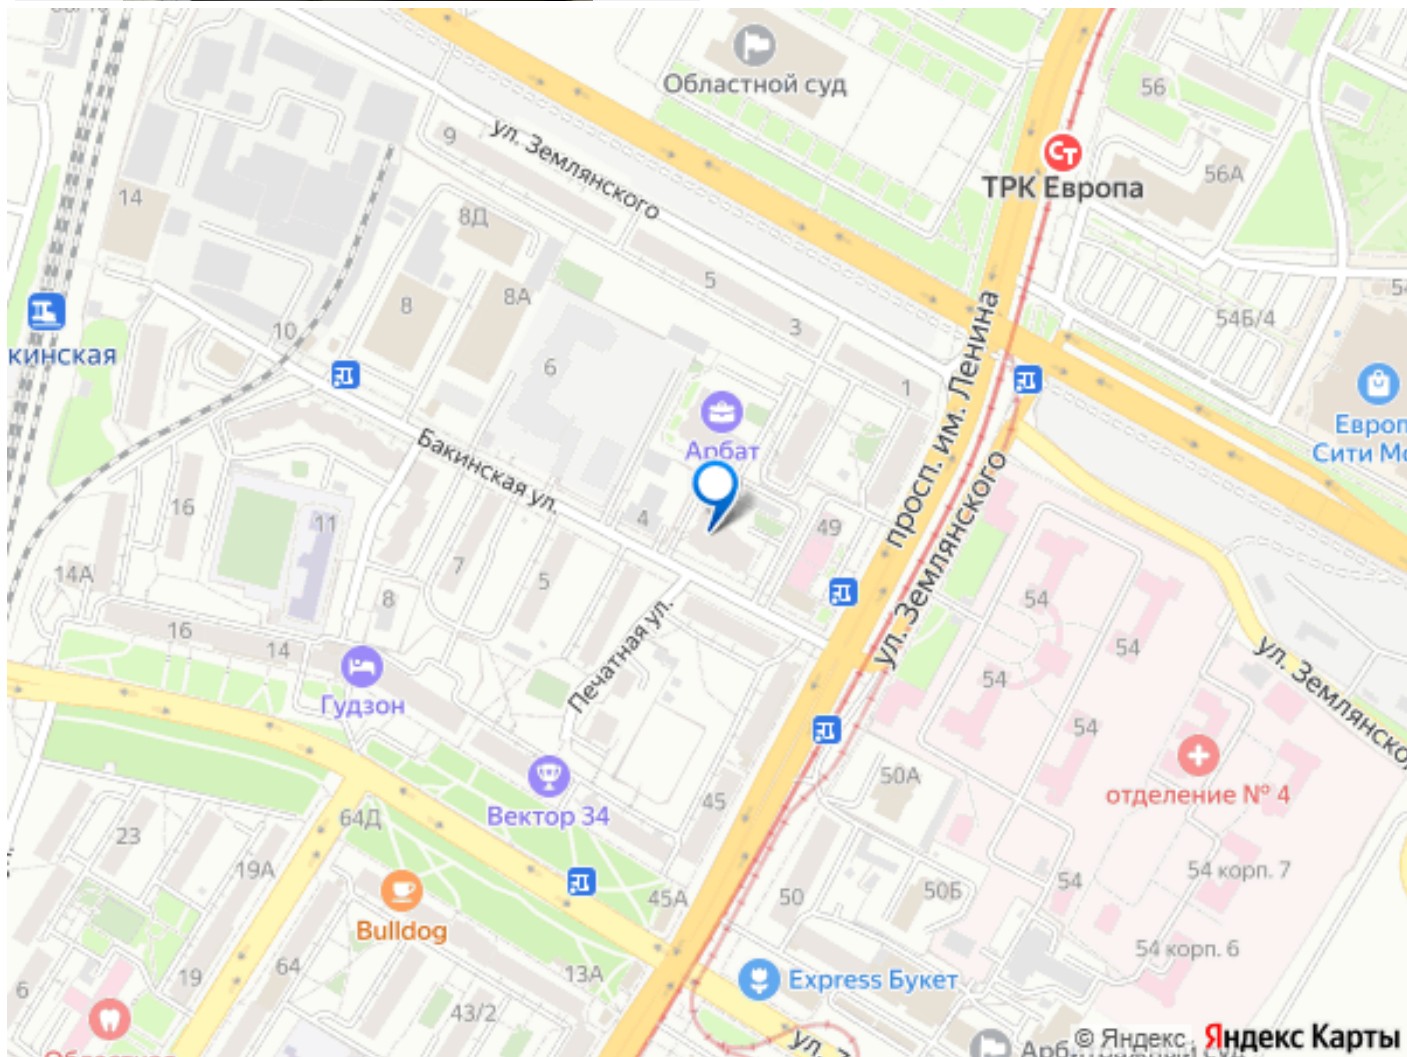 Областной суд
56
ул. Землянского
9
ТРК Европа
56А
14
8Д
5
8А
8
3
54Б/4
10
кинская
6
1
просп. им. Ленина
Арбат
Европ
Сити Мо
Бакинская ул.
16
11
4
49
ул. Землянского
7
5
14А
8
54
54
16
14
Печатная ул.
54
ул. Землянског
Гудзон
54
50А
отделение № 4
Вектор 34
45
64Д
23
19А
54 корп. 7
54
50
50Б
45А
Bulldog
54 корп. 6
13А
19
64
Express Букет
6
43/2
© Яндекс Яндекс Карты